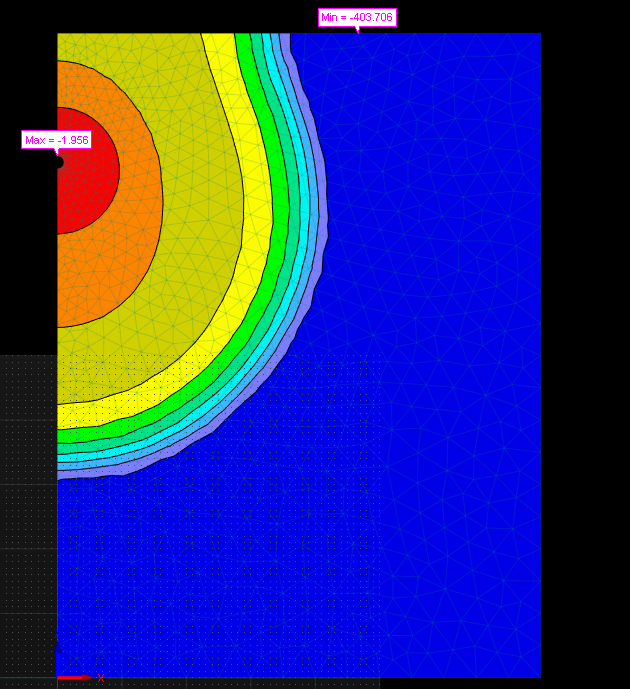 Min = -403.706
Max = -1.956
X